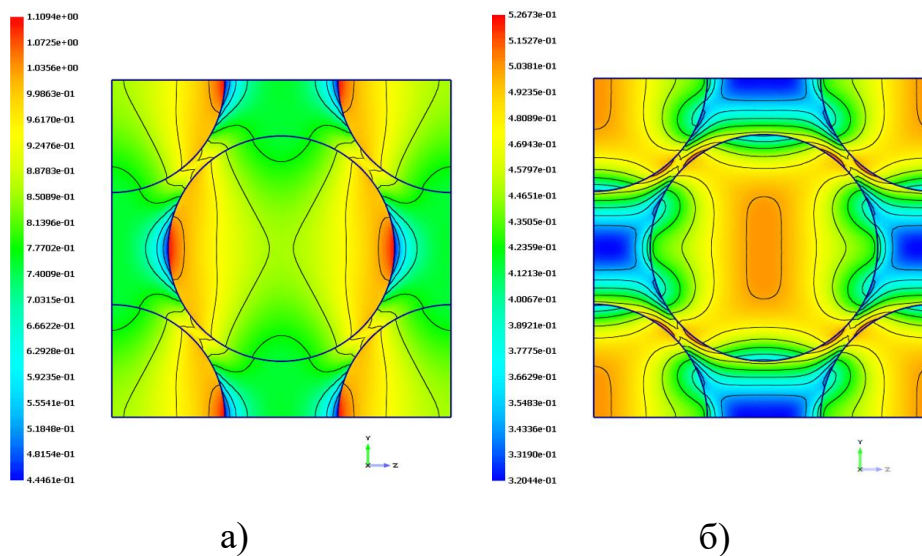 1.1094e+00
1.0725e+00
1.0356e+00
9.9863e-01
9.6170e-01
9.2476e-01
8.8783e-01
8.5089e-01
8.1396e-01
7.7702e-01
7.4009e-01
7.0315e-01
6.6622e-01
6.2928e-01
5.9235e-01
5.5541e-01
5.1848e-01
4.8154e-01
4.4461e-01
Y
X Z
а)
5.2673e-01
5.1527e-01
5.0381e-01
4.9235e-01
4.8089e-01
4.6943e-01
4.5797e-01
4.4651e-01
4.3505e-01
4.2359e-01
4.1213e-01
4.0067e-01
3.8921e-01
3.7775e-01
3.6629e-01
3.5483e-01
3.4336e-01
3.3190e-01
3.2044e-01
Y
X Z
б)